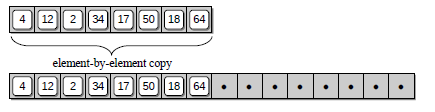 4 12 2 34 17 50 18 64
element-by-element copy
4 12 2 34 17 50 18 64 • • • • • • • •